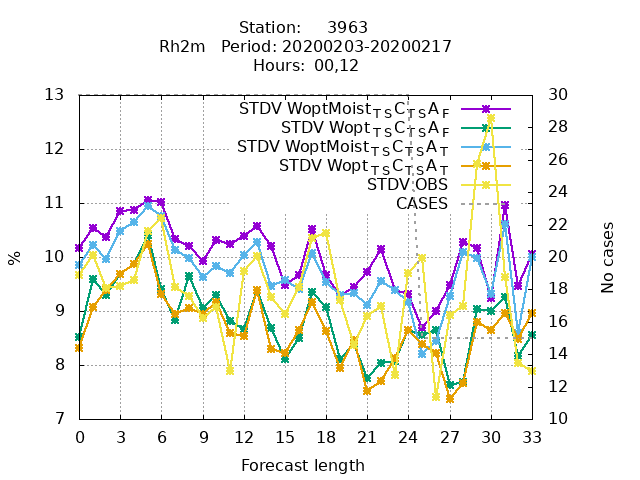 Station: 3963
Rh2m Period: 20200203-20200217
Hours: 00,12
STDV WoptMoist_TS C_TS A_F
STDV Wopt_TS C_TS A_F
STDV WoptMoist_TS C_TS A_T
STDV Wopt_TS C_TS A_T
STDV OBS
CASES
13
12
11
10
9
8
7
%
30
28
26
24
22
20
18
16
14
12
10
No cases
0 3 6 9 12 15 18 21 24 27 30 33
Forecast length